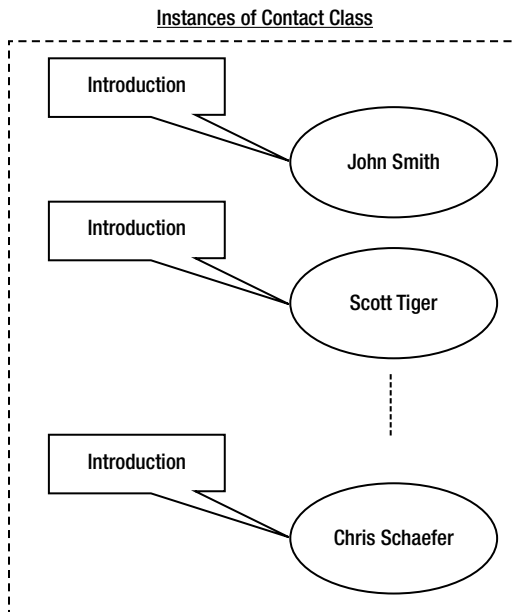 Instances of Contact Class
Introduction
John Smith
Introduction
Scott Tiger
Introduction
Chris Schaefer